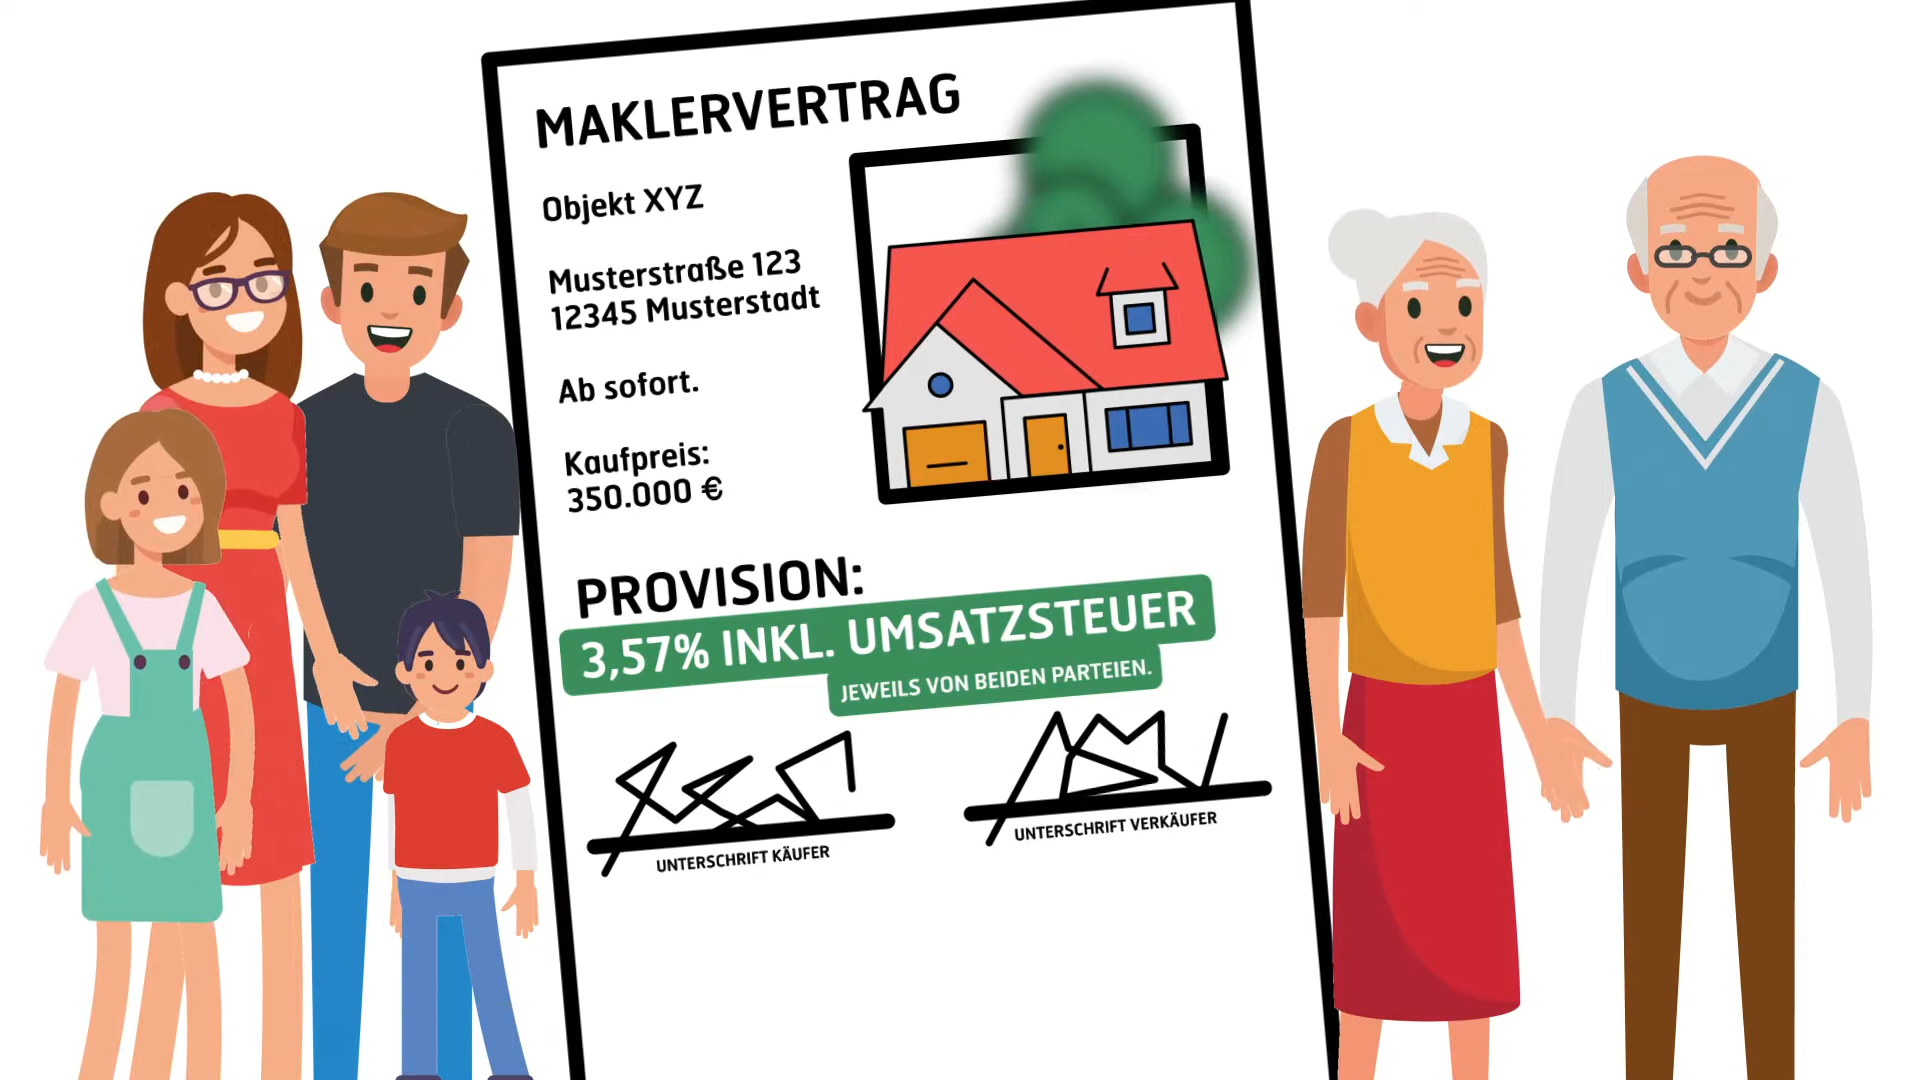 MAKLERVERTRAG
Objekt XYZ
Musterstraße 123
12345 Musterstadt
Ab sofort.
Kaufpreis:
350.000 €
PROVISION:
3,57% INKL. UMSATZSTEUER
JEWEILS VON BEIDEN PARTEIEN.
UNTERSCHRIFT KÄUFER
UNTERSCHRIFT VERKÄUFER